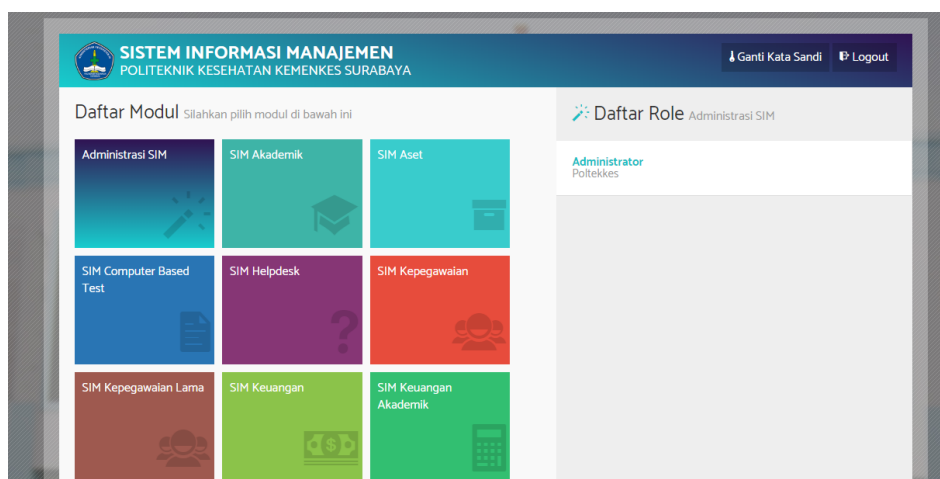 SISTEM INFORMASI MANAJEMEN
POLITEKNIK KESEHATAN KEMENKES SURABAYA
Ganti Kata Sandi
Logout
Daftar Modul Silahkan pilih modul di bawah ini
Administrasi SIM
SIM Akademik
SIM Aset
SIM Computer Based
Test
SIM Helpdesk
SIM Kepegawaian
SIM Kepegawaian Lama
SIM Keuangan
SIM Keuangan
Akademik
Daftar Role Administrasi SIM
Administrator
Poltekkes